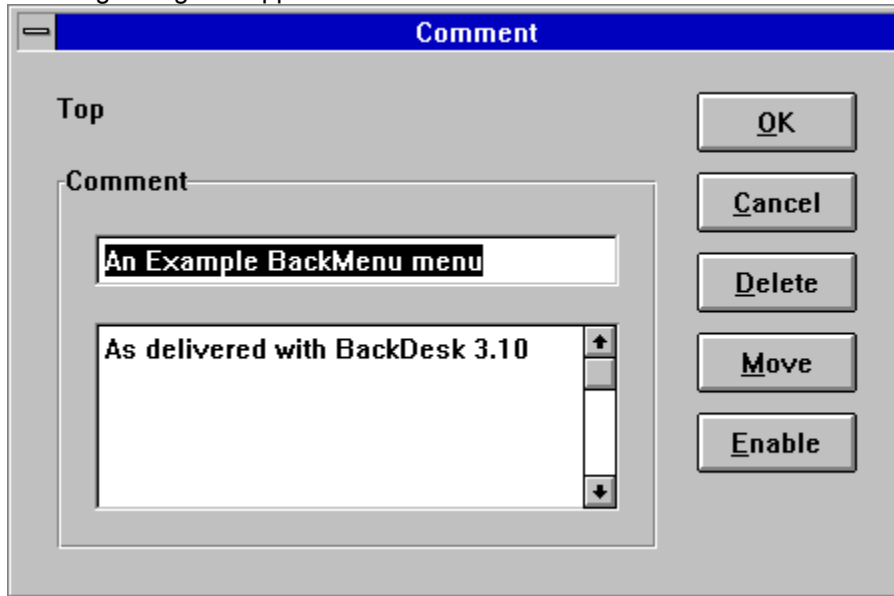 Comment
Top
OK
Comment
Cancel
An Example BackMenu menu
Delete
As delivered with BackDesk 3.10
Move
Enable